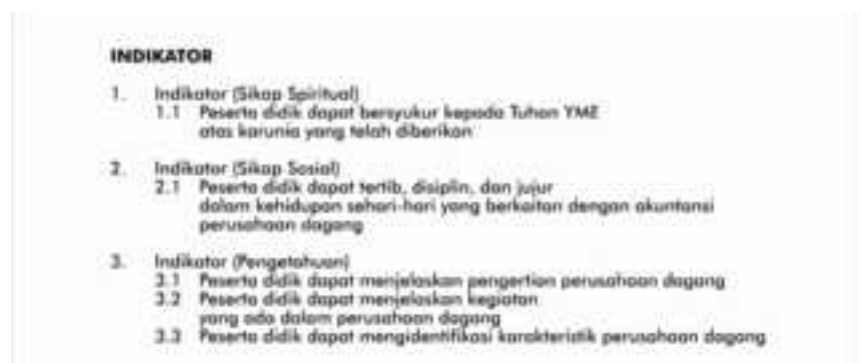 INDIKATOR
1. Indikator (Sikap Spiritual)
1.1 Peserta didik dapat bersyukur kepada Tuhan YME
atas karunia yang telah diberikan
2. Indikator (Sikap Sosial)
2.1 Peserta didik dapat tertib, disiplin, dan jujur
dalam kehidupan sehari-hari yang berkaitan dengan akuntansi
perusahaan dagang
3. Indikator (Pengetahuan)
3.1 Peserta didik dapat menjelaskan pengertian perusahaan dagang
3.2 Peserta didik dapat menjelaskan kegiatan
yang ada dalam perusahaan dagang
3.3 Peserta didik dapat mengidentifikasi karakteristik perusahaan dagang